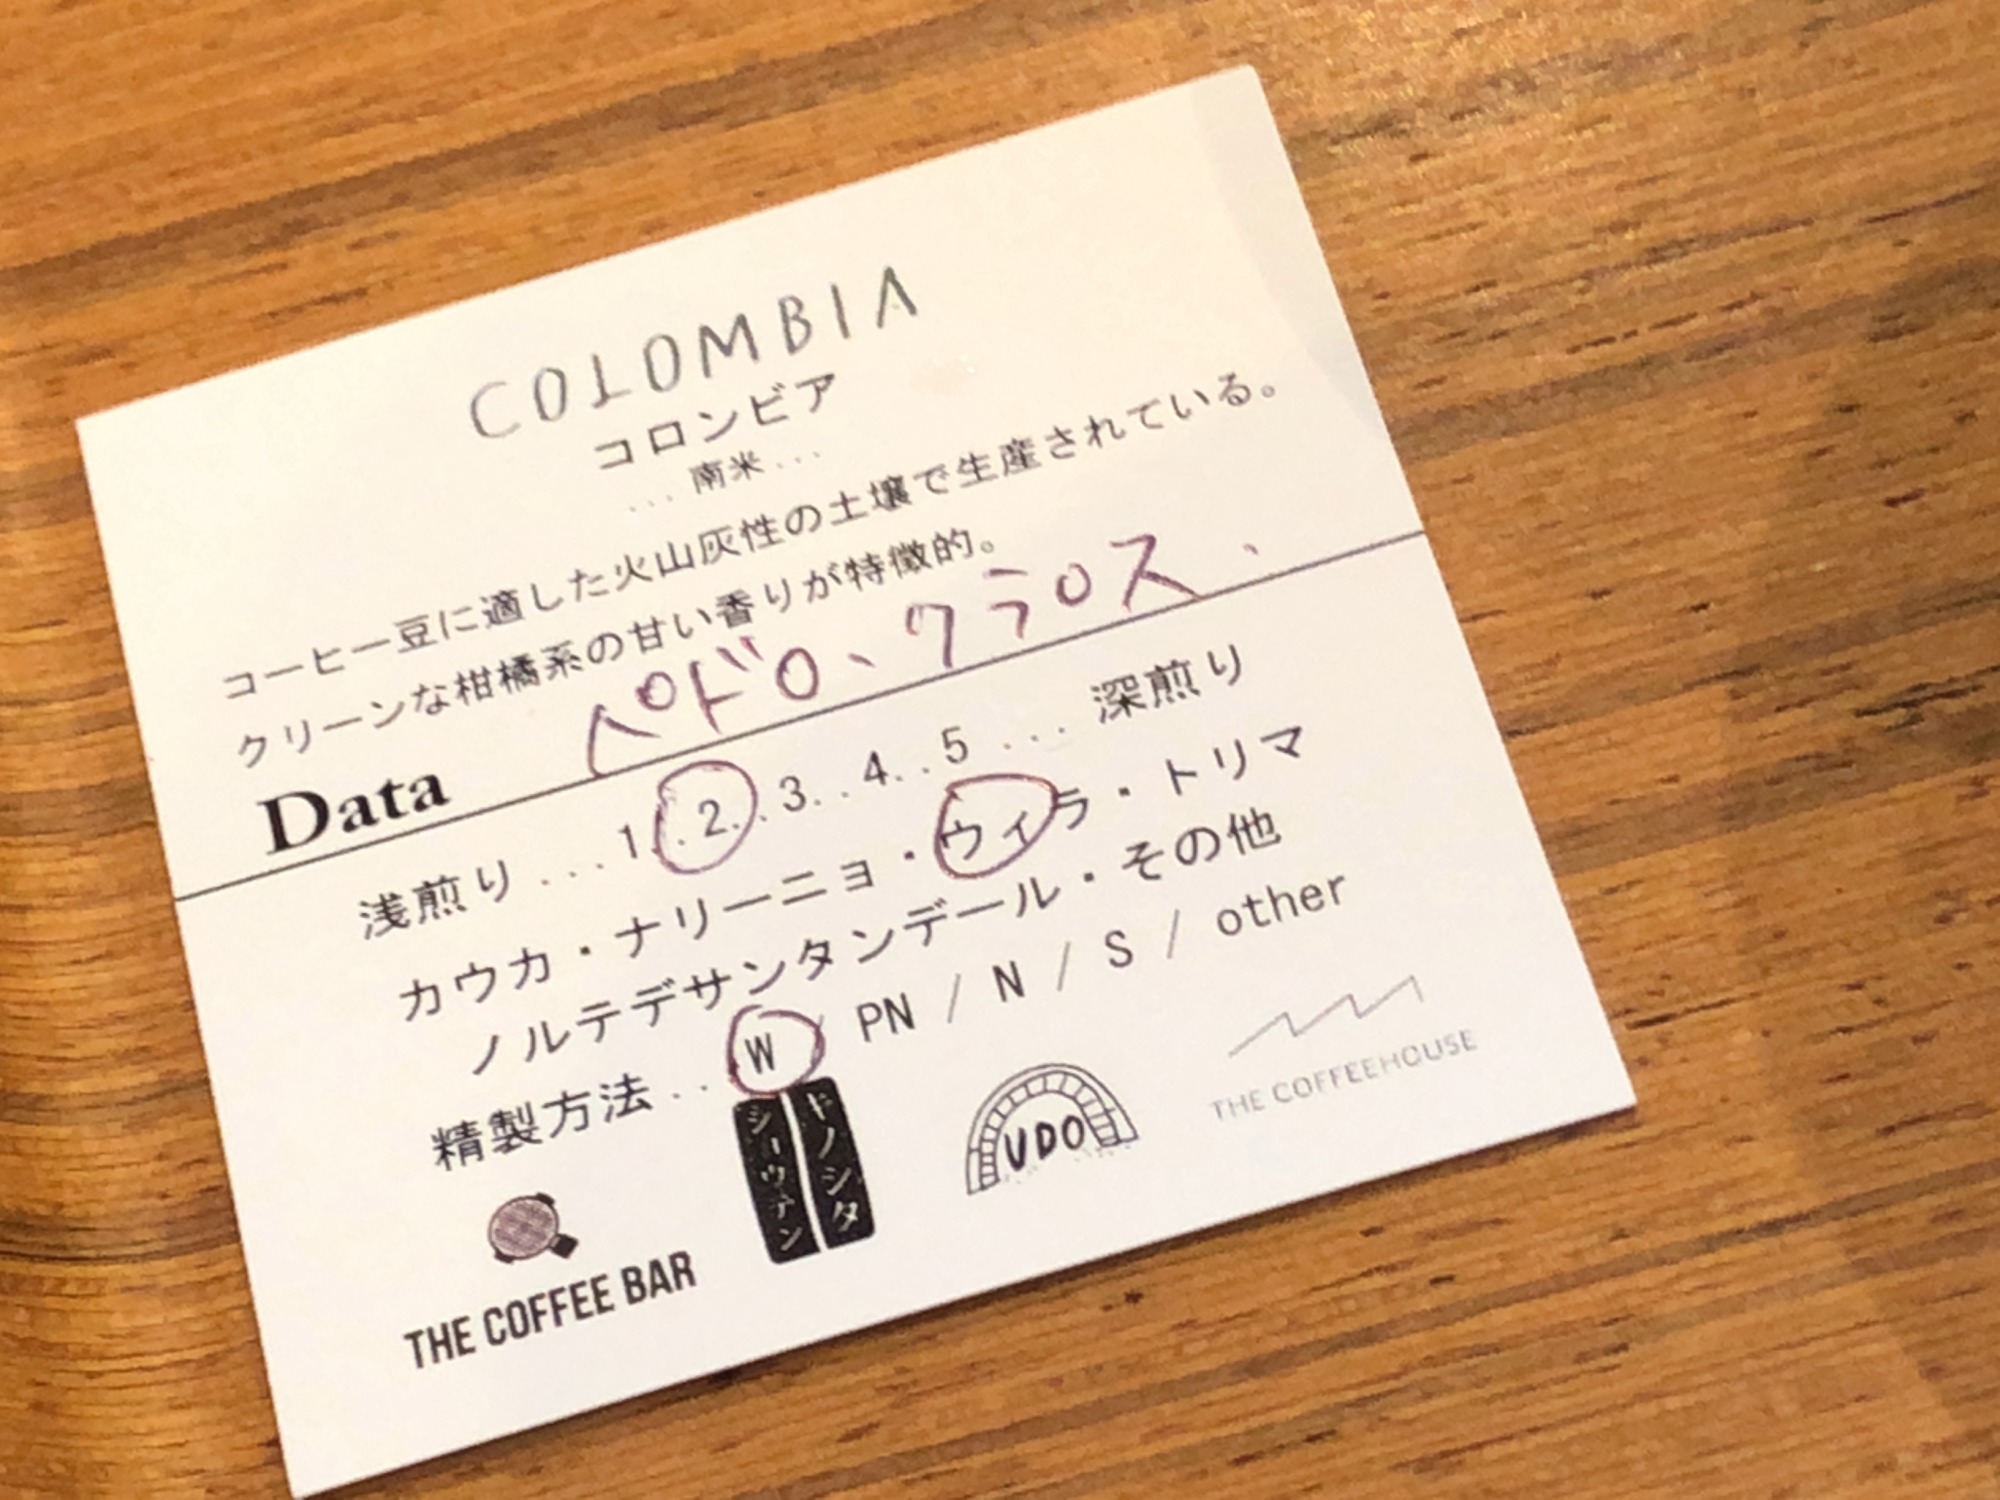 COLOMBIA
コロンビア
...南米...
コーヒー豆に適した火山灰性の土壌で生産されている。
クリーンな柑橘系の甘い香りが特徴的。
ペドロ、クラロス、
Data
浅煎り...1..2..3..4..5...深煎り
カウカ・ナリーニョ・ウィラ・トリマ
ノルテデサンタンデール・その他
精製方法..W / PN / N / S / other
THE COFFEE BAR
ドノシタ
シーウテン
UDO
THE COFFEEHOUSE